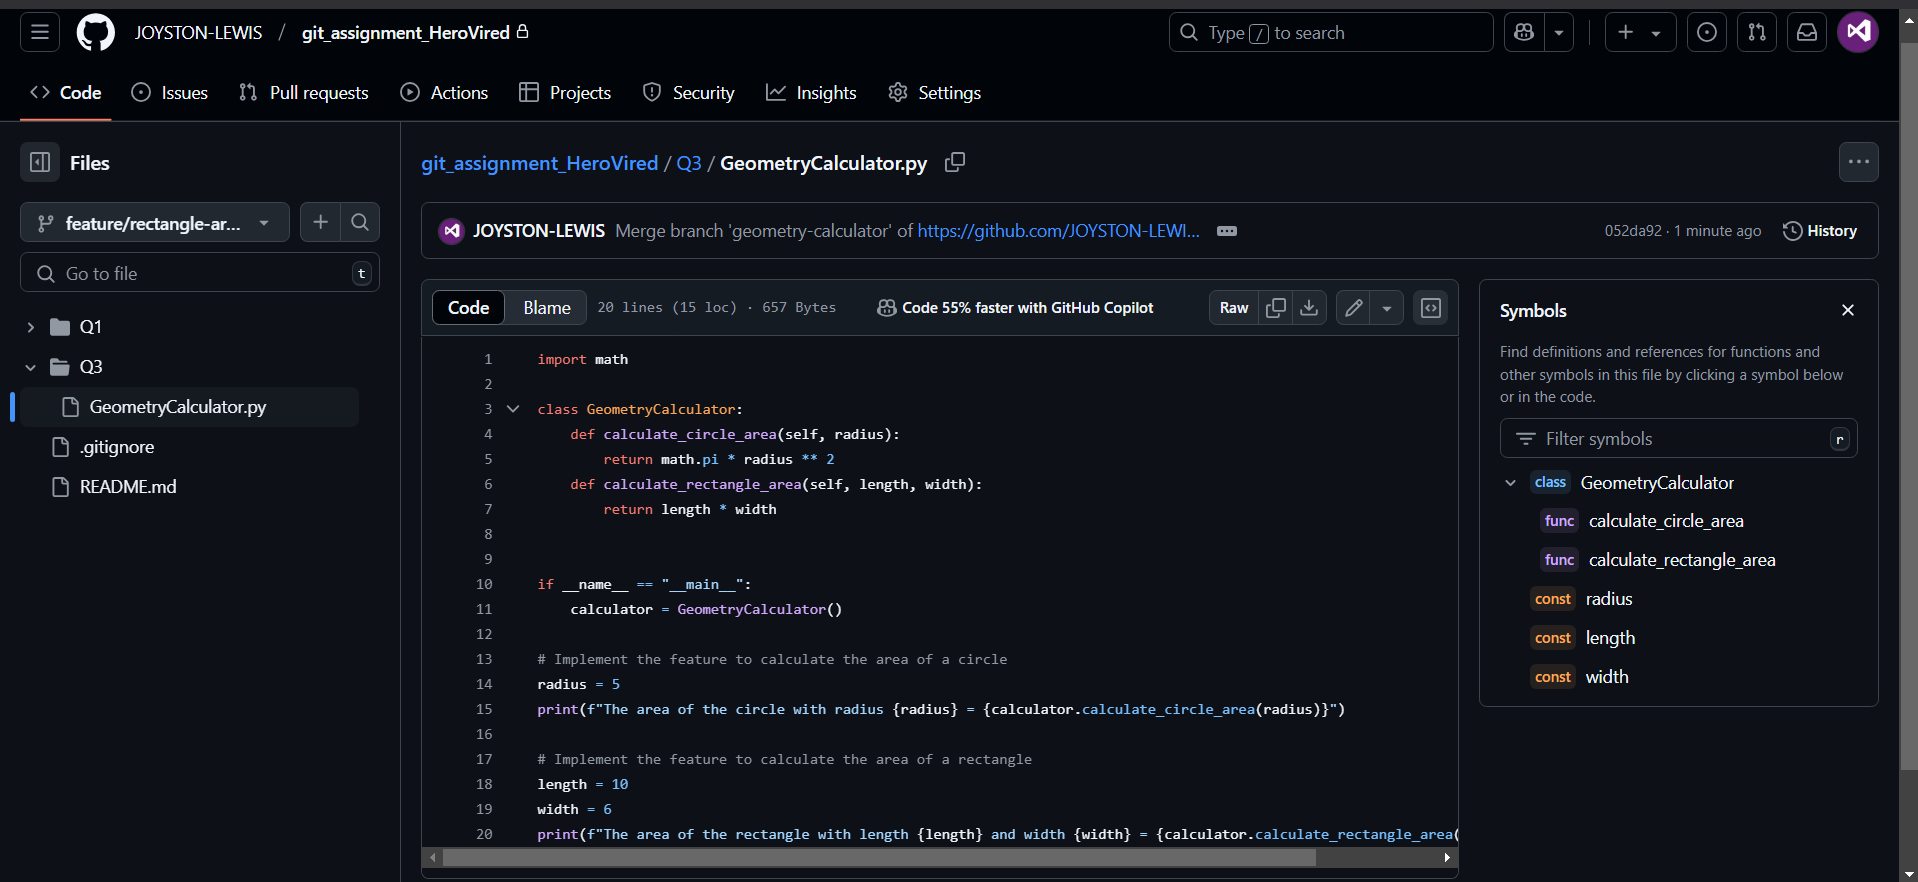 JOYSTON-LEWIS / git_assignment_HeroVired
Type / to search
Code Issues Pull requests Actions Projects Security Insights Settings
Files
feature/rectangle-ar...
Go to file t
Q1
Q3
GeometryCalculator.py
.gitignore
README.md
git_assignment_HeroVired / Q3 / GeometryCalculator.py
JOYSTON-LEWIS Merge branch 'geometry-calculator' of https://github.com/JOYSTON-LEWI... 052da92 · 1 minute ago History
Code Blame 20 lines (15 loc) · 657 Bytes Code 55% faster with GitHub Copilot Raw
1 import math
2
3 class GeometryCalculator:
4     def calculate_circle_area(self, radius):
5         return math.pi * radius ** 2
6     def calculate_rectangle_area(self, length, width):
7         return length * width
8
9
10 if __name__ == "__main__":
11     calculator = GeometryCalculator()
12
13 # Implement the feature to calculate the area of a circle
14 radius = 5
15 print(f"The area of the circle with radius {radius} = {calculator.calculate_circle_area(radius)}")
16
17 # Implement the feature to calculate the area of a rectangle
18 length = 10
19 width = 6
20 print(f"The area of the rectangle with length {length} and width {width} = {calculator.calculate_rectangle_area(
Symbols
Find definitions and references for functions and
other symbols in this file by clicking a symbol below
or in the code.
Filter symbols r
class GeometryCalculator
func calculate_circle_area
func calculate_rectangle_area
const radius
const length
const width